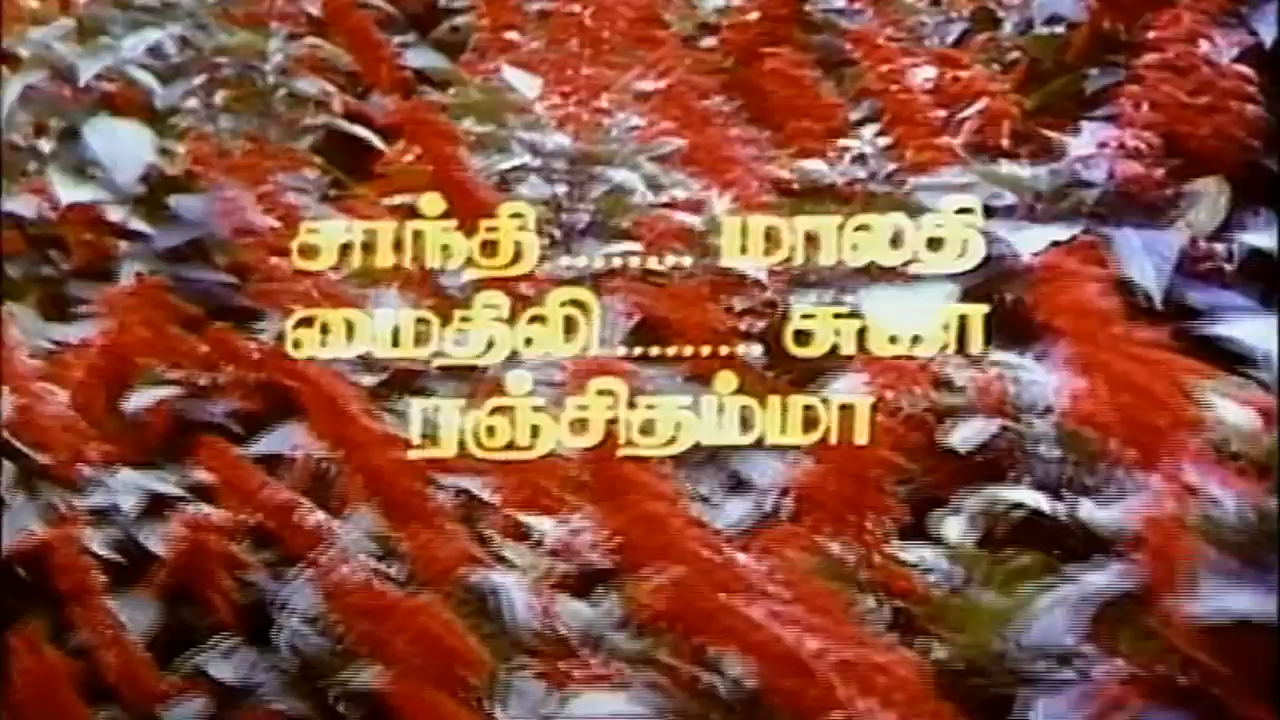 சாந்தி ........ மாலதி
மைதிலி .......... சுதா
ரஞ்சிதம்மா